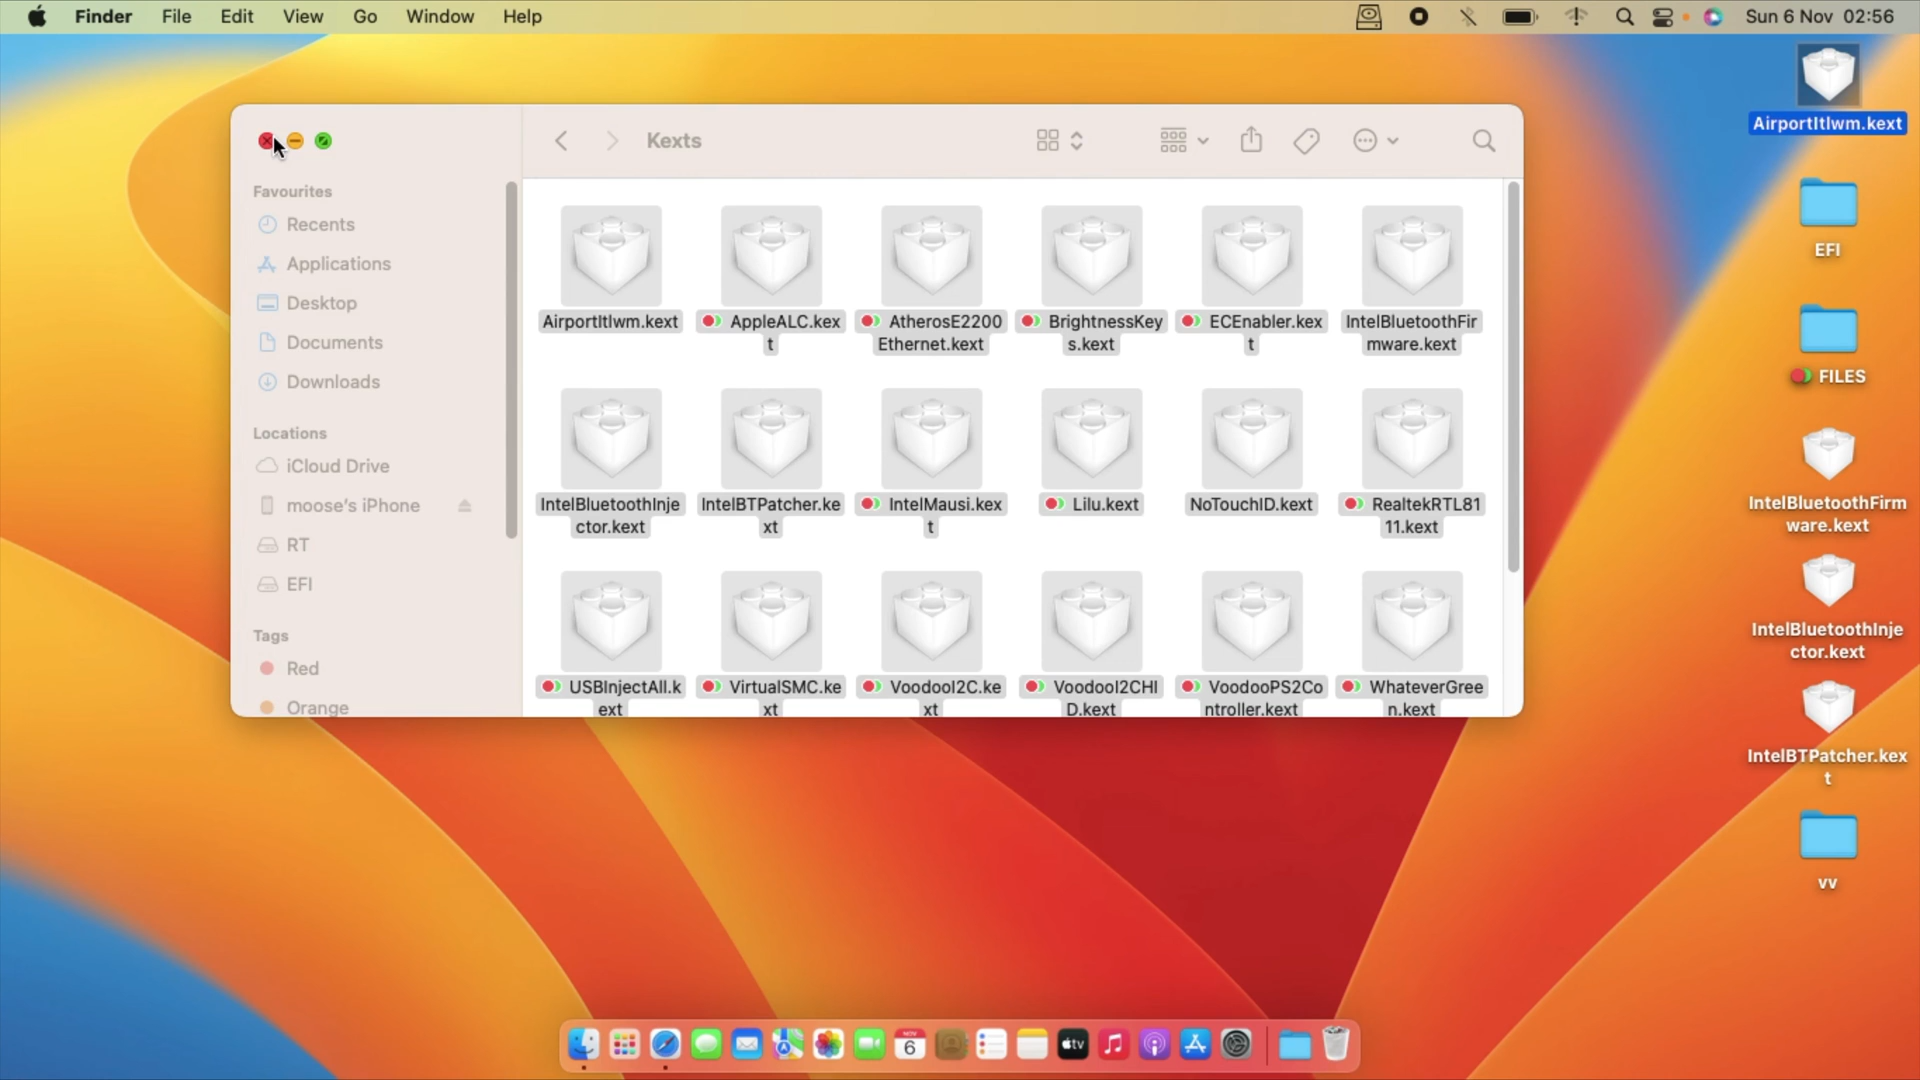 Finder File Edit View Go Window Help
Sun 6 Nov 02:56
Kexts
Favourites
Recents
Applications
Desktop
Documents
Downloads
Locations
iCloud Drive
moose's iPhone
RT
EFI
Tags
Red
Orange
AirportItlwm.kext
AppleALC.kex
t
AtherosE2200
Ethernet.kext
BrightnessKey
s.kext
ECEnabler.kex
t
IntelBluetoothFir
mware.kext
IntelBluetoothInje
ctor.kext
IntelBTPatcher.ke
xt
IntelMausi.kex
t
Lilu.kext
NoTouchID.kext
RealtekRTL81
11.kext
USBInjectAll.k
ext
VirtualSMC.ke
xt
VoodooI2C.ke
xt
VoodooI2CHI
D.kext
VoodooPS2Co
ntroller.kext
WhateverGree
n.kext
AirportItlwm.kext
EFI
FILES
IntelBluetoothFirm
ware.kext
IntelBluetoothInje
ctor.kext
IntelBTPatcher.kex
t
vv
NOV
6
tv